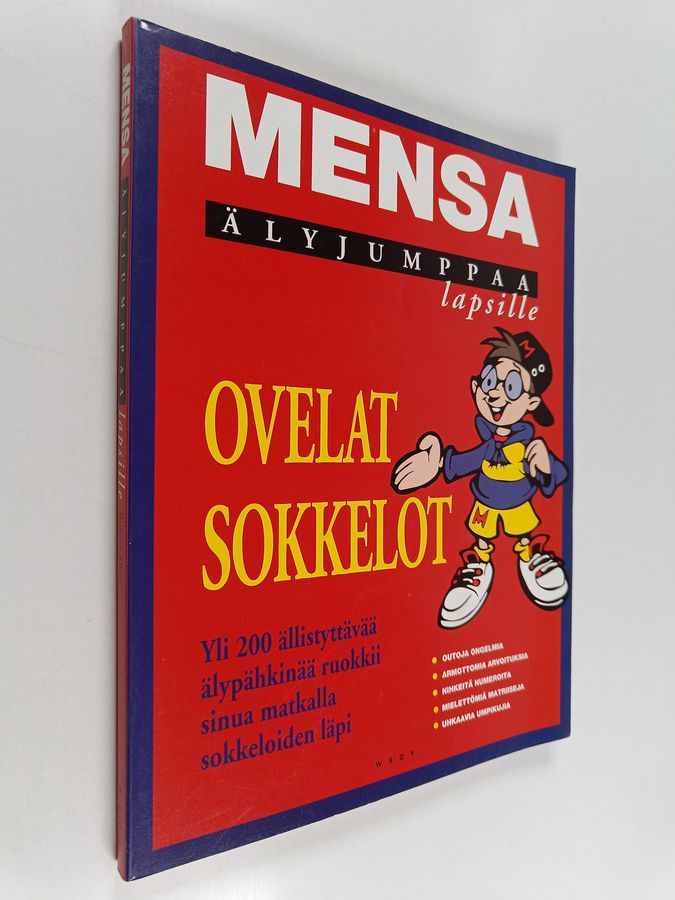 MENSA
ÄLYJUMPPAA
lapsille
OVELAT
SOKKELOT
Yli 200 ällistyttävää
älypähkinää ruokkii
sinua matkalla
sokkeloiden läpi
• OUTOJA ONGELMIA
• ARMOTTOMIA ARVOITUKSIA
• NIHKEITÄ NUMEROITA
• MIELETTÖMIÄ MATRIISEJA
• UHKAAVIA UMPIKUJIA
WSOY
M
M
MENSA
ÄLYJUMPPAA
lapsille